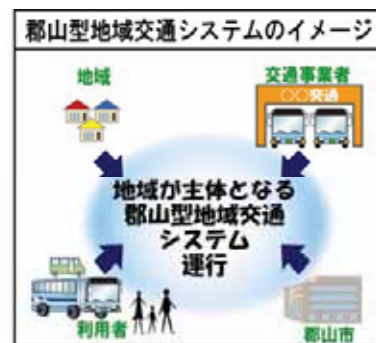 郡山型地域交通システムのイメージ
地域
交通事業者
○○交通
地域が主体となる
郡山型地域交通
システム
運行
利用者
郡山市